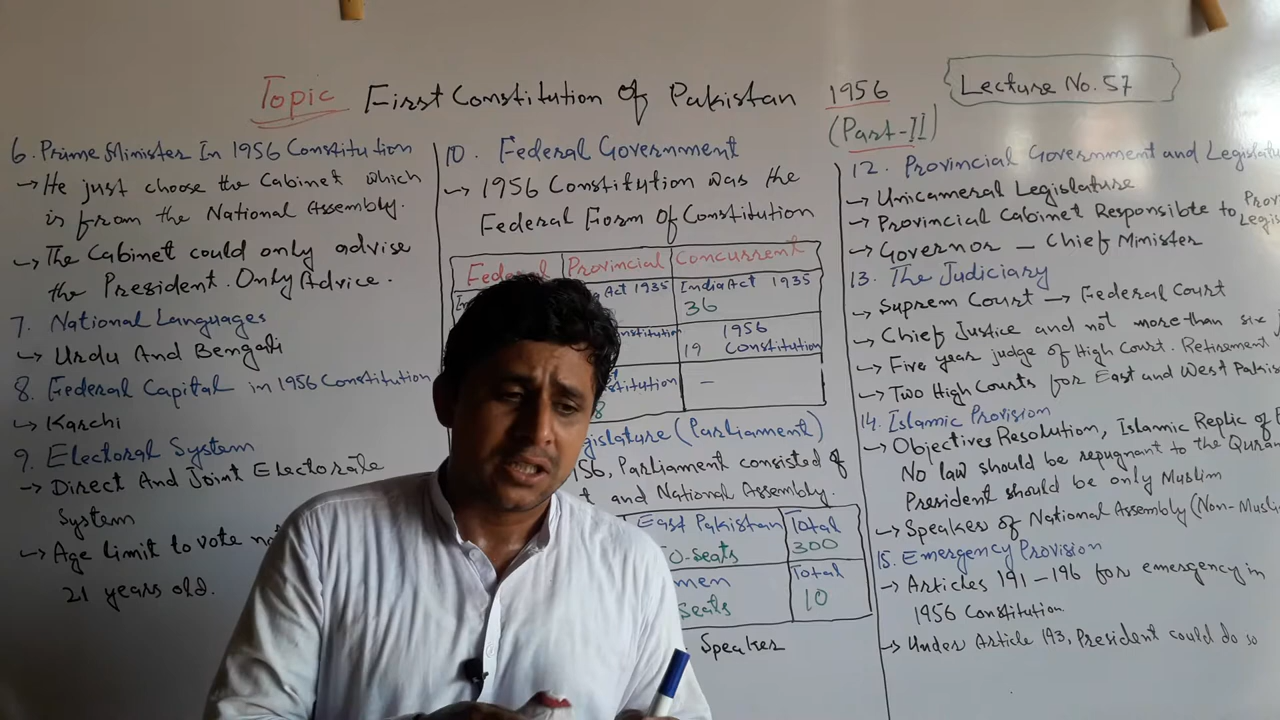 Topic First Constitution of Pakistan 1956
(Part-II)
Lecture No. 57
6. Prime Minister In 1956 Constitution
→ He just choose the Cabinet which
is from the National Assembly.
→ The Cabinet could only advise
the President. Only Advice.
7. National Languages
→ Urdu And Bengali
8. Federal Capital in 1956 Constitution
→ Karchi
9. Electoral System
→ Direct And Joint Electorate
System
→ Age limit to vote
21 years old.
10. Federal Government
→ 1956 Constitution was the
Federal Form of Constitution
Federal Provincial Concurrent
Act 1935 India Act 1935
36
1956
19 Constitution
8 –
(Parliament)
Parliament consisted of
and National Assembly.
East Pakistan Total
-Seats 300
Total
Seats 10
Speaker
12. Provincial Government and
→ Unicameral Legislature
→ Provincial Cabinet Responsible to
→ Governor – Chief Minister
13. The Judiciary
→ Suprem Court → Federal Court
→ Chief Justice and not more than six
→ Five year judge of High Court. Retirement
→ Two High Courts for East and West
14. Islamic Provision
→ Objectives Resolution, Islamic Replic of
No law should be repugnant to the
President should be only Muslim
→ Speaker of National Assembly
15. Emergency Provision
→ Articles 191–196 for emergency in
1956 Constitution.
→ Under Article 193, President could do so